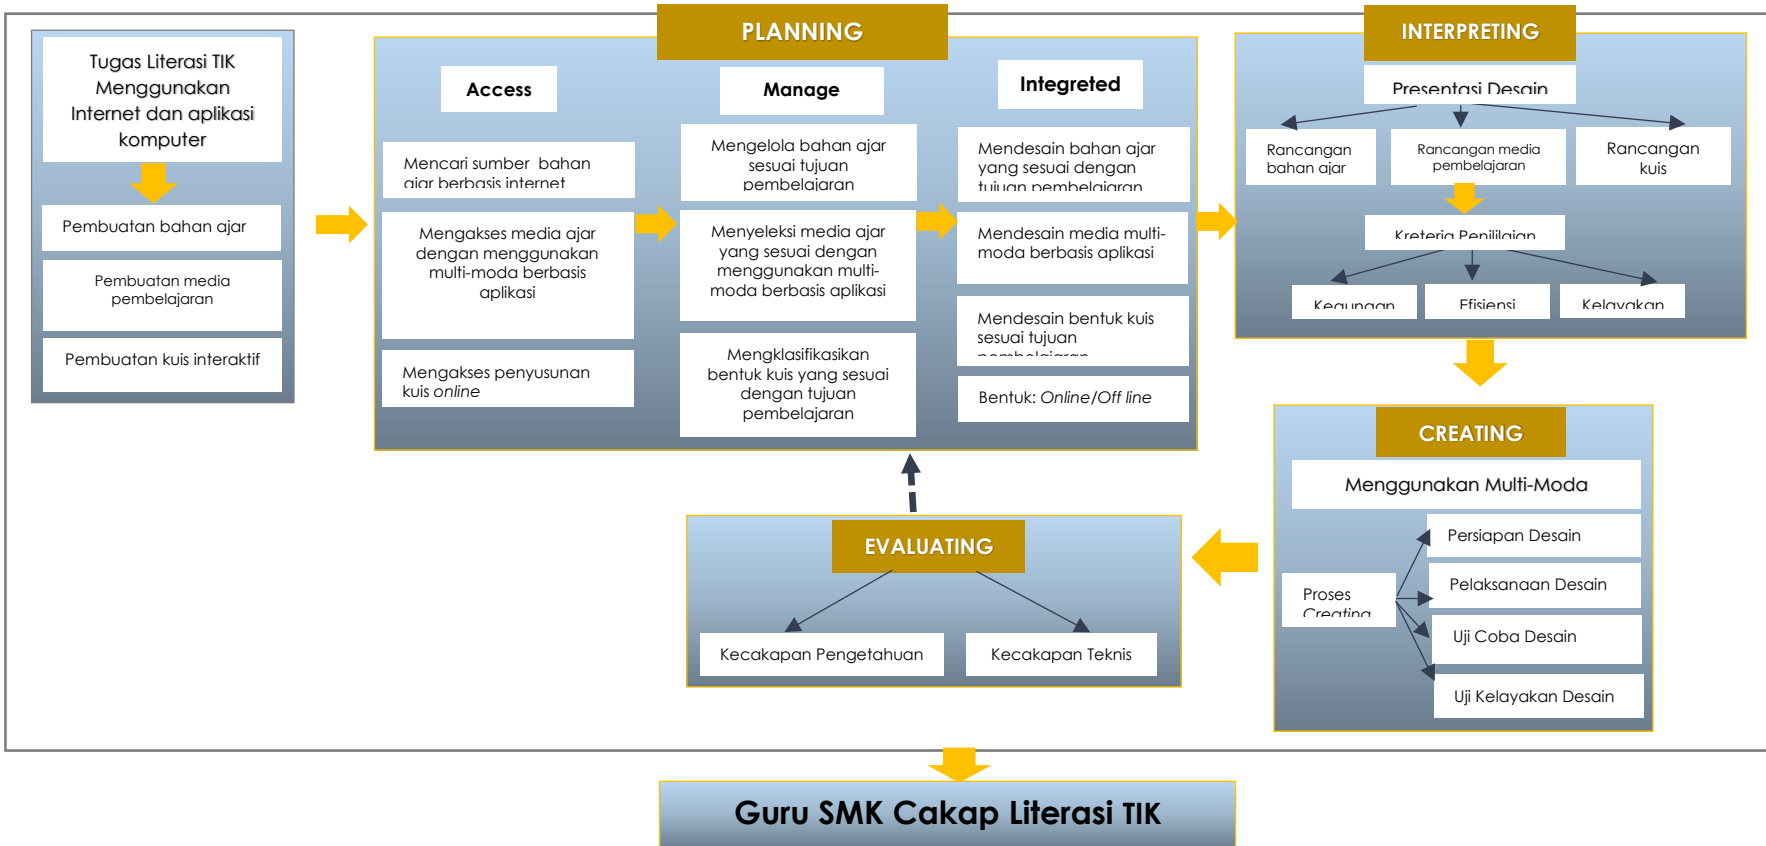 Tugas Literasi TIK
Menggunakan
Internet dan aplikasi
komputer
Pembuatan bahan ajar
Pembuatan media
pembelajaran
Pembuatan kuis interaktif
PLANNING
Access
Mencari sumber bahan
ajar berbasis internet
Mengakses media ajar
dengan menggunakan
multi-moda berbasis
aplikasi
Mengakses penyusunan
kuis online
Manage
Mengelola bahan ajar
sesuai tujuan
pembelajaran
Menyeleksi media ajar
yang sesuai dengan
menggunakan multi-
moda berbasis aplikasi
Mengklasifikasikan
bentuk kuis yang sesuai
dengan tujuan
pembelajaran
Integreted
Mendesain bahan ajar
yang sesuai dengan
tujuan pembelajaran
Mendesain media multi-
moda berbasis aplikasi
Mendesain bentuk kuis
sesuai tujuan
pembelajaran
Bentuk: Online/Off line
INTERPRETING
Presentasi Desain
Rancangan
bahan ajar
Rancangan media
pembelajaran
Rancangan
kuis
Kreteria Penililaian
Kegunaan
Efisiensi
Kelayakan
CREATING
Menggunakan Multi-Moda
Proses
Creating
Persiapan Desain
Pelaksanaan Desain
Uji Coba Desain
Uji Kelayakan Desain
EVALUATING
Kecakapan Pengetahuan
Kecakapan Teknis
Guru SMK Cakap Literasi TIK